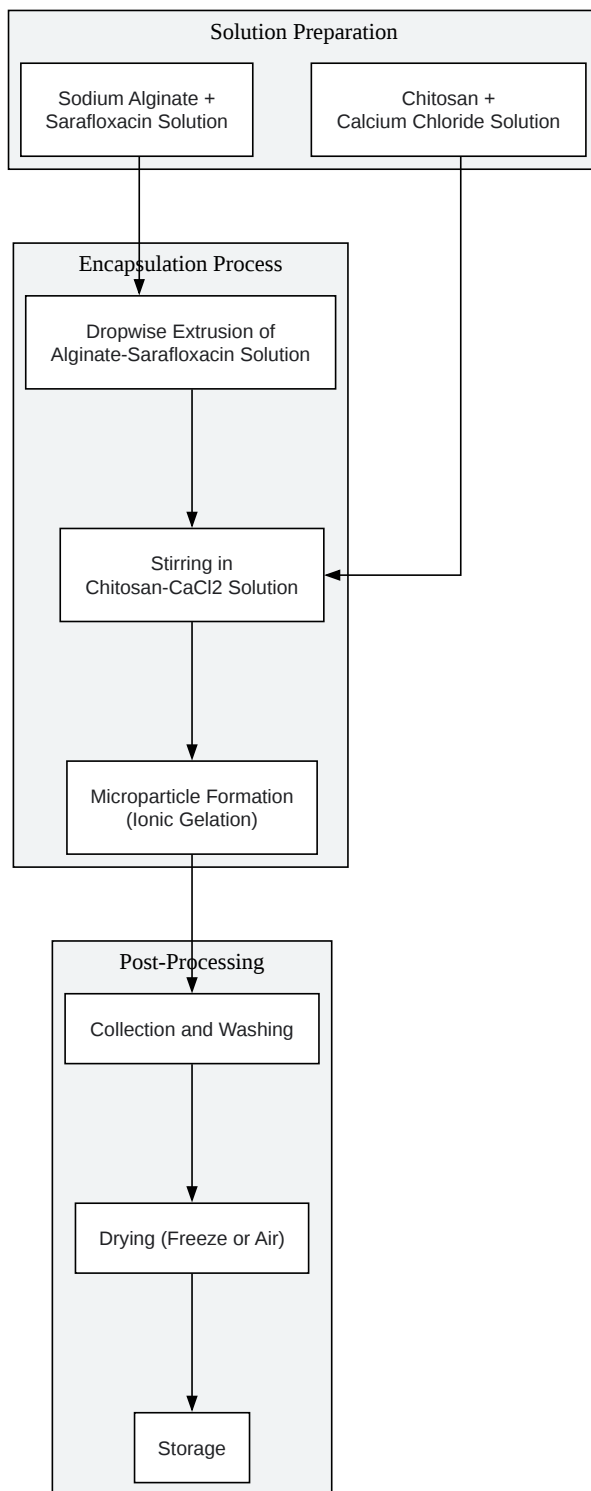 Solution Preparation
Sodium Alginate +
Sarafloxacin Solution
Chitosan +
Calcium Chloride Solution
Encapsulation Process
Dropwise Extrusion of
Alginate-Sarafloxacin Solution
Stirring in
Chitosan-CaCl2 Solution
Microparticle Formation
(Ionic Gelation)
Post-Processing
Collection and Washing
Drying (Freeze or Air)
Storage